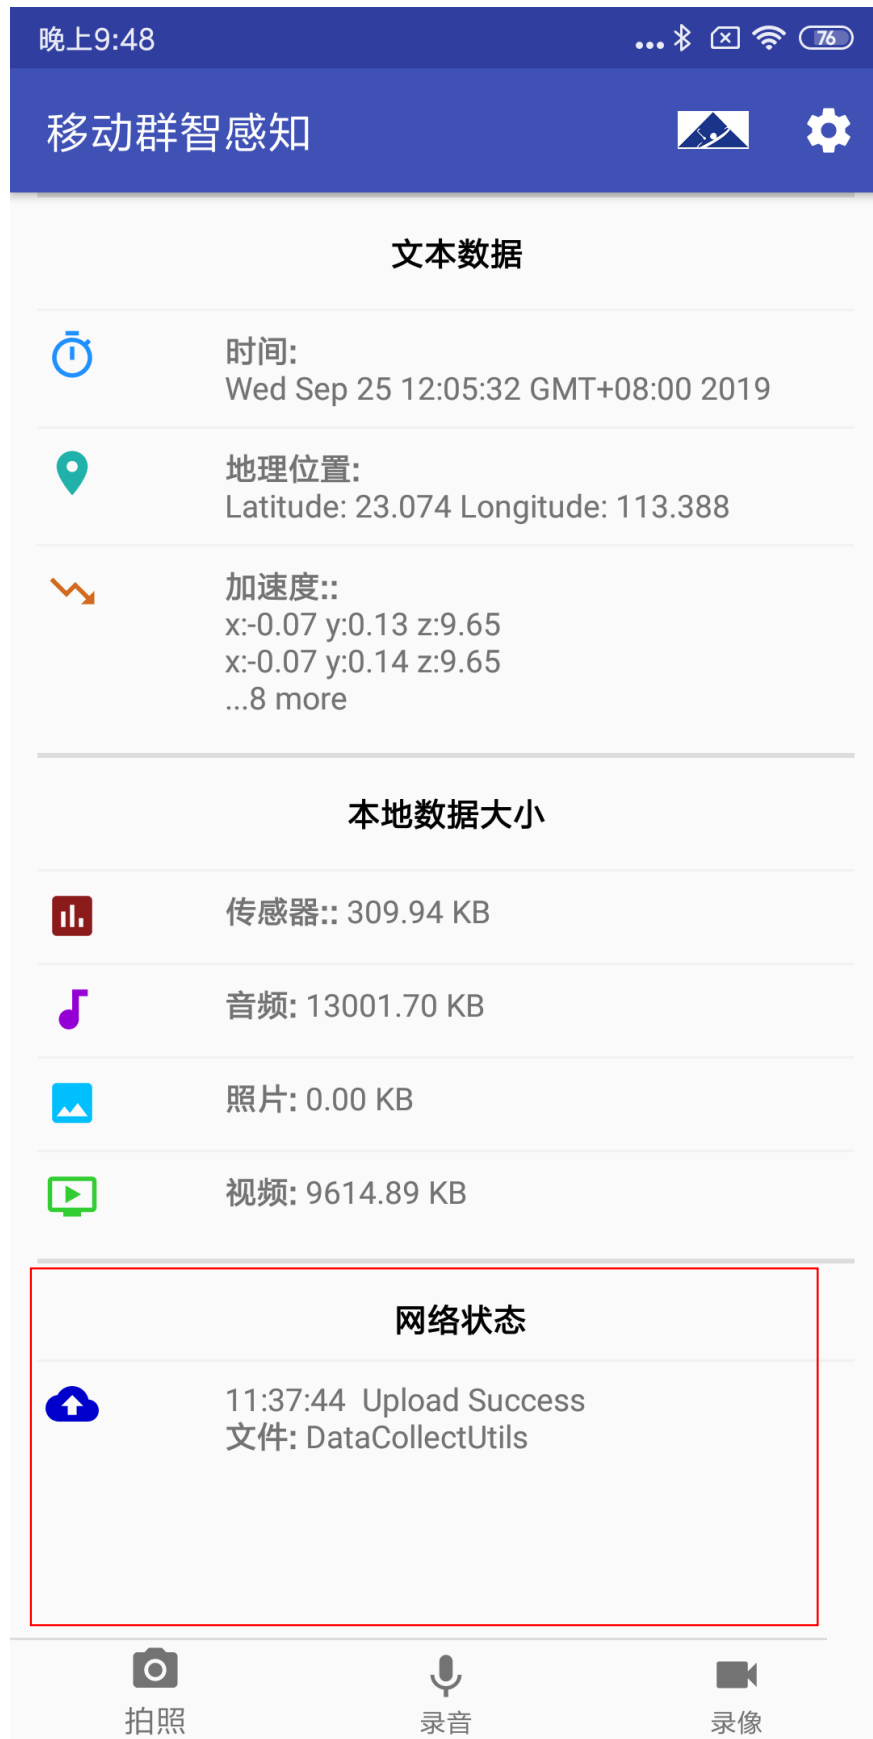 晚上9:48
76
移动群智感知
文本数据
时间:
Wed Sep 25 12:05:32 GMT+08:00 2019
地理位置:
Latitude: 23.074 Longitude: 113.388
加速度::
x:-0.07 y:0.13 z:9.65
x:-0.07 y:0.14 z:9.65
...8 more
本地数据大小
传感器:: 309.94 KB
音频: 13001.70 KB
照片: 0.00 KB
视频: 9614.89 KB
网络状态
11:37:44 Upload Success
文件: DataCollectUtils
拍照
录音
录像